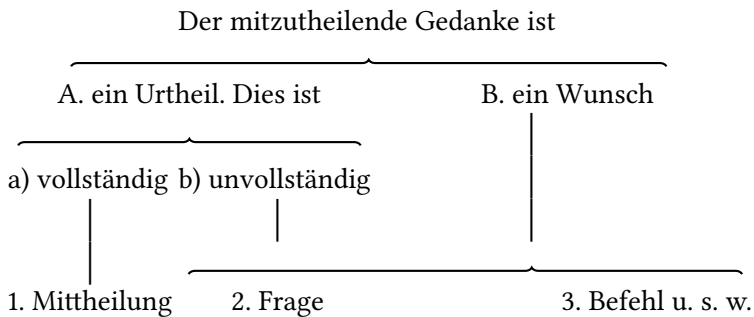 Der mitzutheilende Gedanke ist
A. ein Urtheil. Dies ist B. ein Wunsch
a) vollständig b) unvollständig
1. Mittheilung 2. Frage 3. Befehl u. s. w.